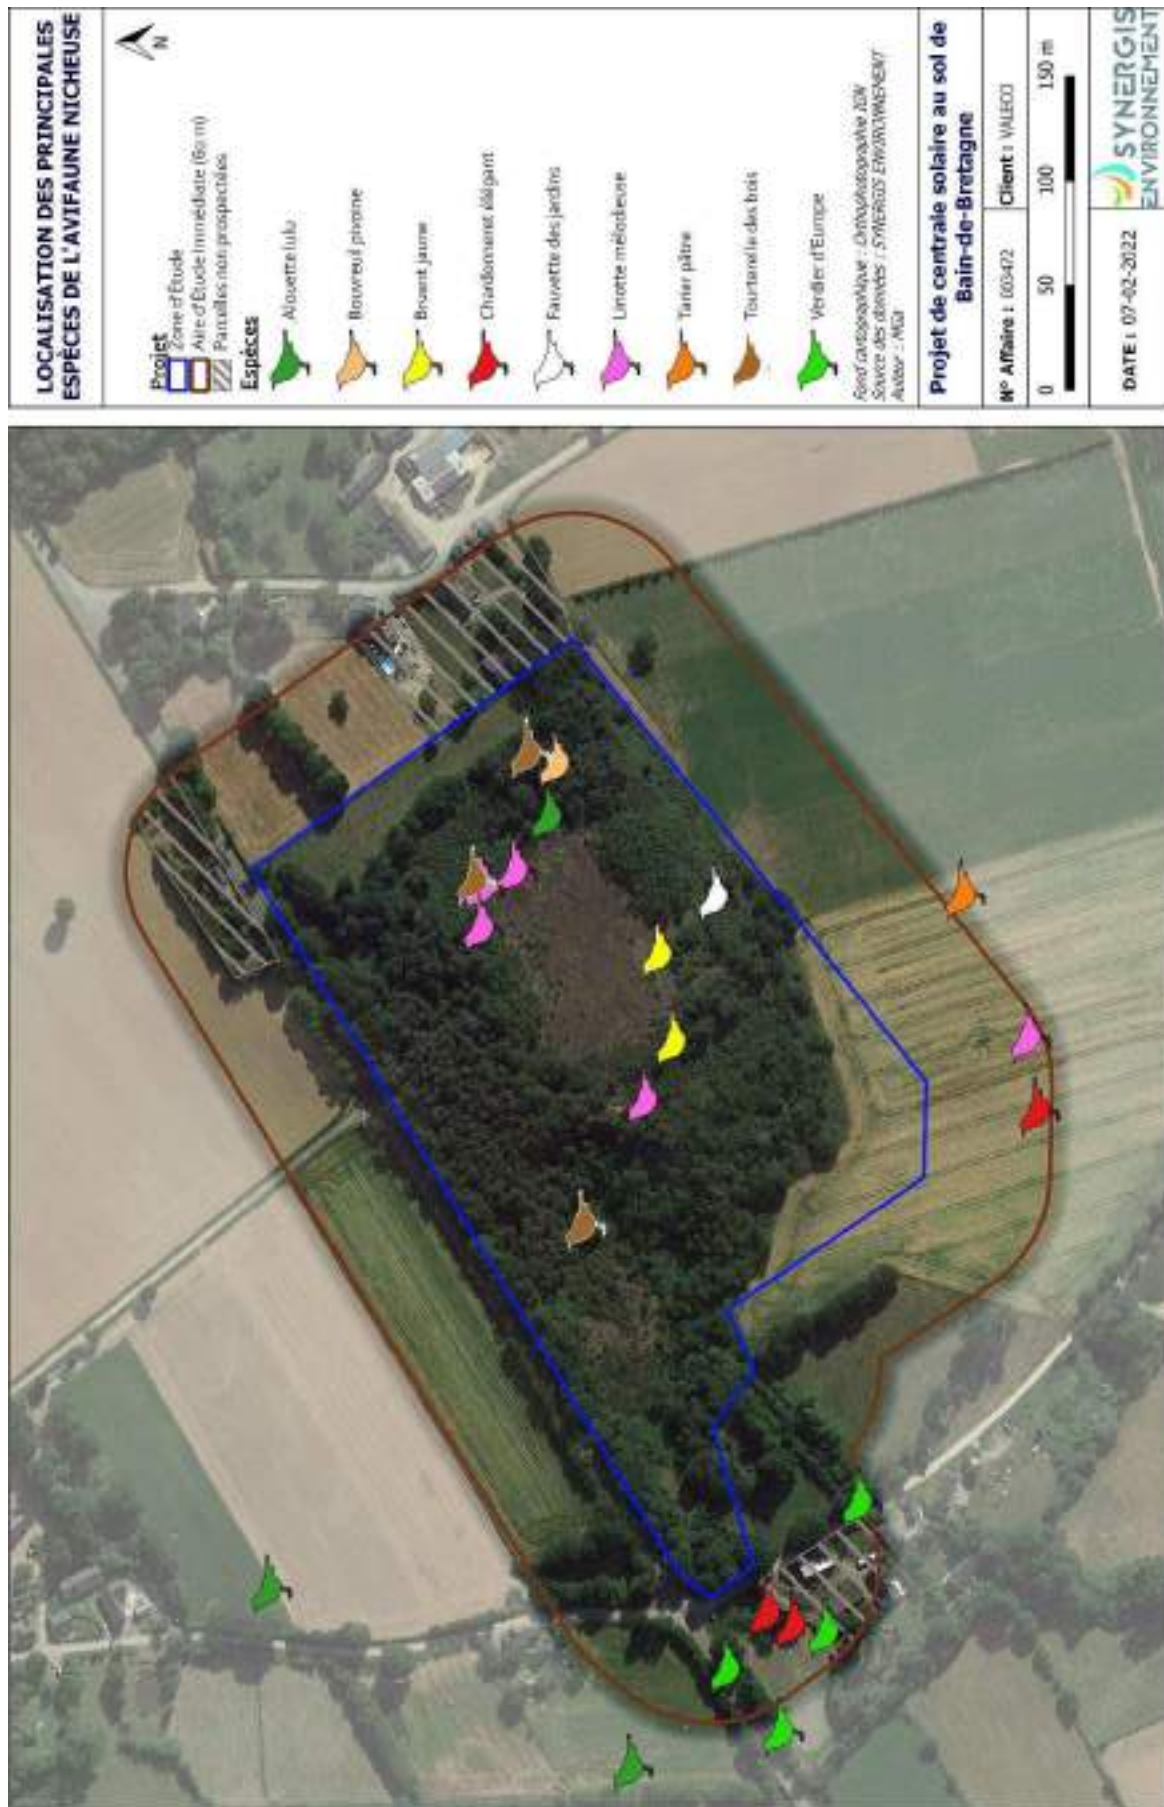 LOCALISATION DES PRINCIPALES
ESPÈCES DE L'AVIFAUNE NICHEUSE
N
Projet
Zone d'Étude
Aire d'Étude Immédiate (60 m)
Parcelles non prospectées
Espèces
Alouette lulu
Bouvreuil pivoine
Bruant jaune
Chardonneret élégant
Fauvette des jardins
Linotte mélodieuse
Tarier pâtre
Tourterelle des bois
Verdier d'Europe
Fond cartographique : Orthophotographie IGN
Source des données : SYNERGIS ENVIRONNEMENT
Auteur : MGa
Projet de centrale solaire au sol de
Bain-de-Bretagne
N° Affaire : 003472
Client : VALECO
0 50 100 150 m
DATE : 07-02-2022
SYNERGIS
ENVIRONNEMENT